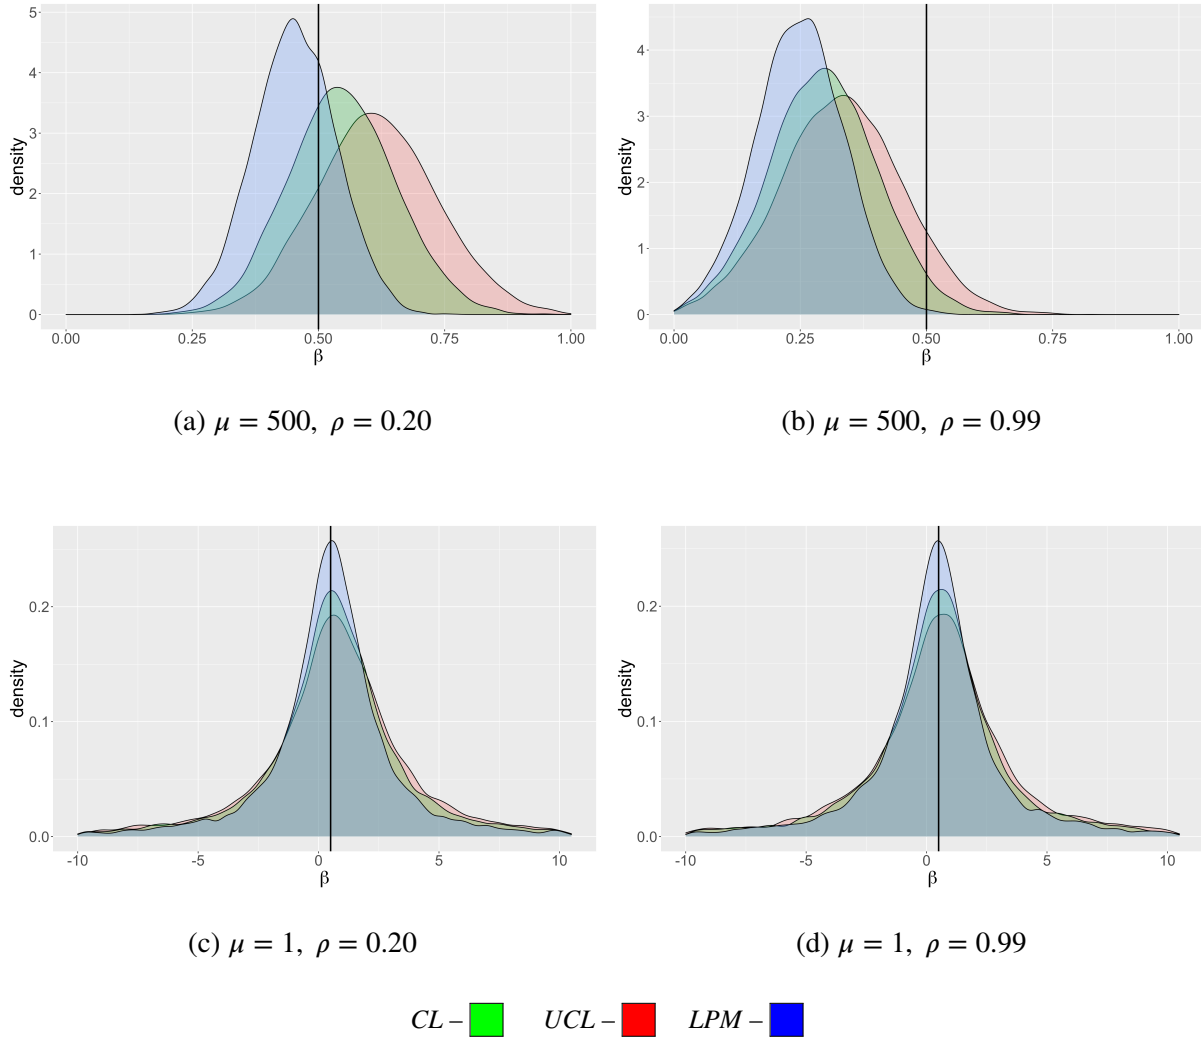 5
4
3
2
1
0
density
0.00 0.25 0.50 0.75 1.00
β
(a) μ = 500, ρ = 0.20
4
3
2
1
0
density
0.00 0.25 0.50 0.75 1.00
β
(b) μ = 500, ρ = 0.99
0.2
0.1
0.0
density
-10 -5 0 5 10
β
(c) μ = 1, ρ = 0.20
0.2
0.1
0.0
density
-10 -5 0 5 10
β
(d) μ = 1, ρ = 0.99
CL – UCL – LPM –